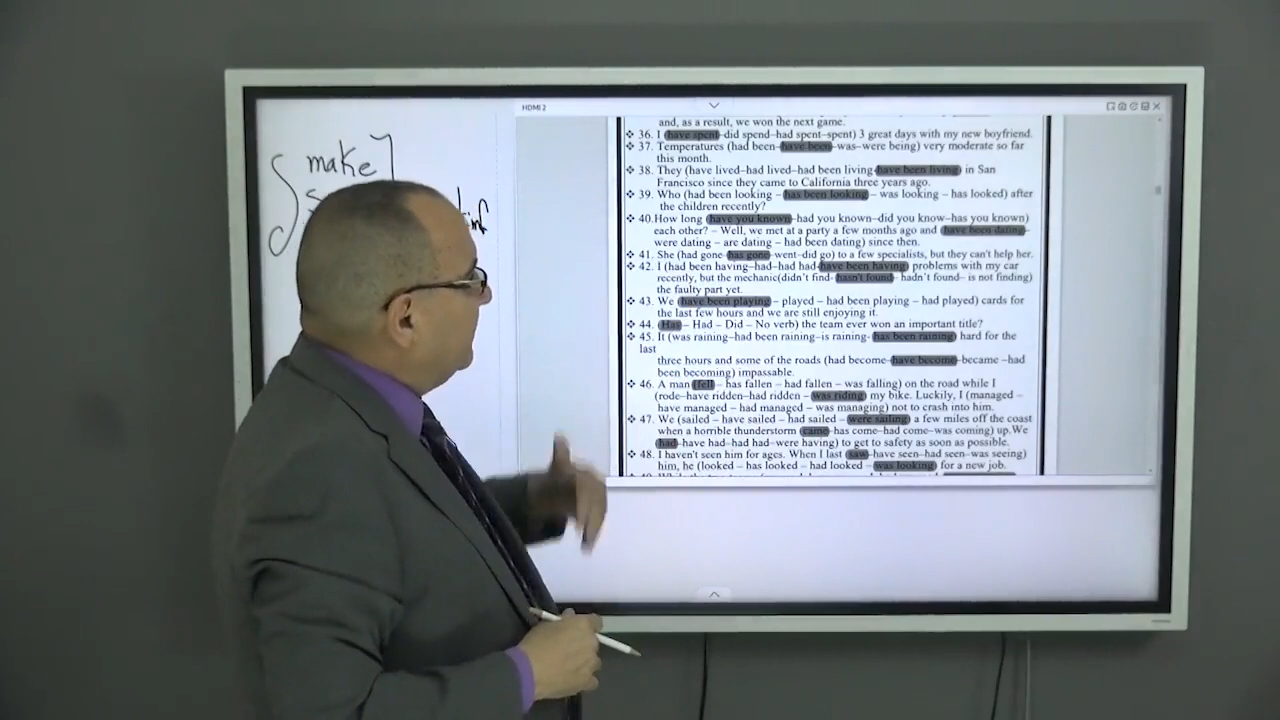 HDMI 2
make
inf
and, as a result, we won the next game.
❖ 36. I (have spent–did spend–had spent–spent) 3 great days with my new boyfriend.
❖ 37. Temperatures (had been–have been–was–were being) very moderate so far
this month.
❖ 38. They (have lived–had lived–had been living–have been living) in San
Francisco since they came to California three years ago.
❖ 39. Who (had been looking – has been looking – was looking – has looked) after
the children recently?
❖ 40.How long (have you known–had you known–did you know–has you known)
each other? – Well, we met at a party a few months ago and (have been dating–
were dating – are dating – had been dating) since then.
❖ 41. She (had gone–has gone–went–did go) to a few specialists, but they can't help her.
❖ 42. I (had been having–had–had had–have been having) problems with my car
recently, but the mechanic(didn't find– hasn't found– hadn't found– is not finding)
the faulty part yet.
❖ 43. We (have been playing – played – had been playing – had played) cards for
the last few hours and we are still enjoying it.
❖ 44. (Has – Had – Did – No verb) the team ever won an important title?
❖ 45. It (was raining–had been raining–is raining- has been raining) hard for the
last
three hours and some of the roads (had become–have become–became –had
been becoming) impassable.
❖ 46. A man (fell – has fallen – had fallen – was falling) on the road while I
(rode–have ridden–had ridden – was riding) my bike. Luckily, I (managed –
have managed – had managed – was managing) not to crash into him.
❖ 47. We (sailed – have sailed – had sailed – were sailing) a few miles off the coast
when a horrible thunderstorm (came–has come–had come–was coming) up.We
(had–have had–had had–were having) to get to safety as soon as possible.
❖ 48. I haven't seen him for ages. When I last (saw–have seen–had seen–was seeing)
him, he (looked – has looked – had looked – was looking) for a new job.